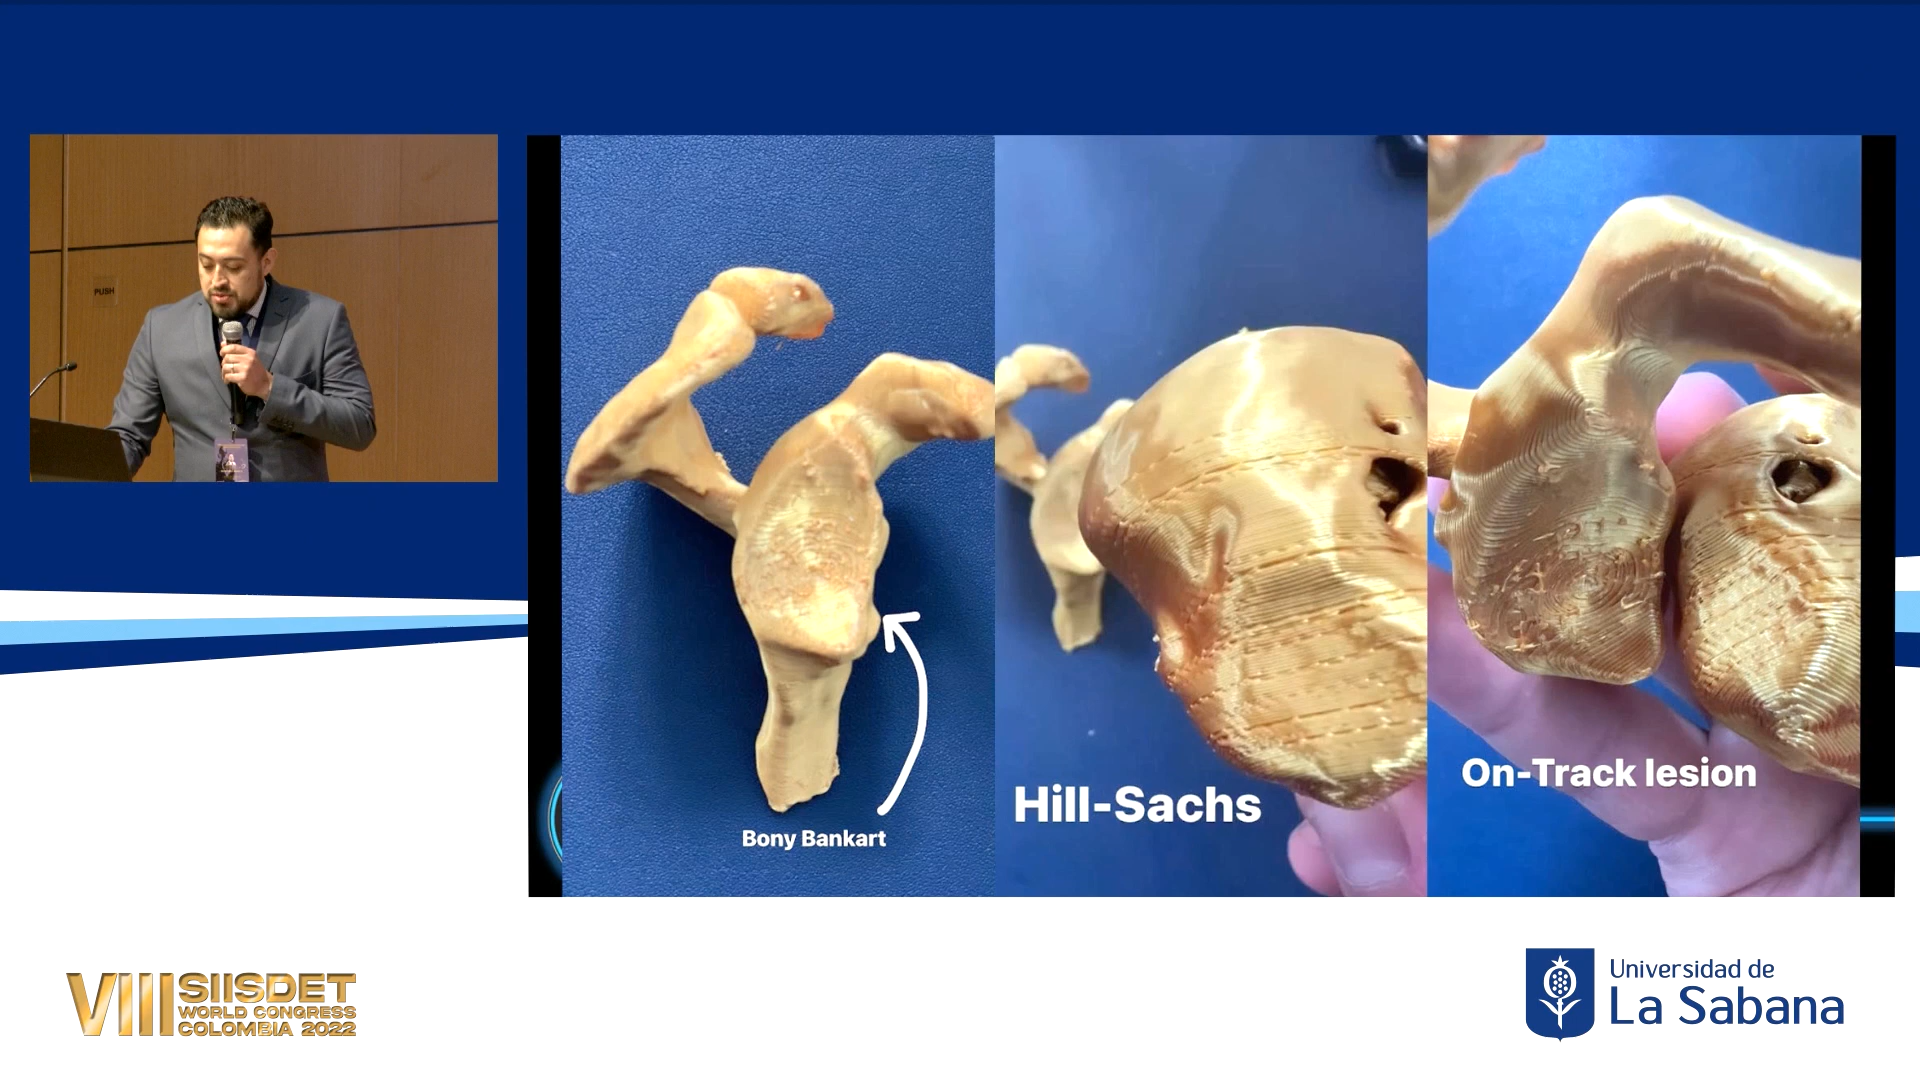 PUSH
Bony Bankart
Hill-Sachs
On-Track lesion
VIII SIISDET
WORLD CONGRESS
COLOMBIA 2022
Universidad de
La Sabana